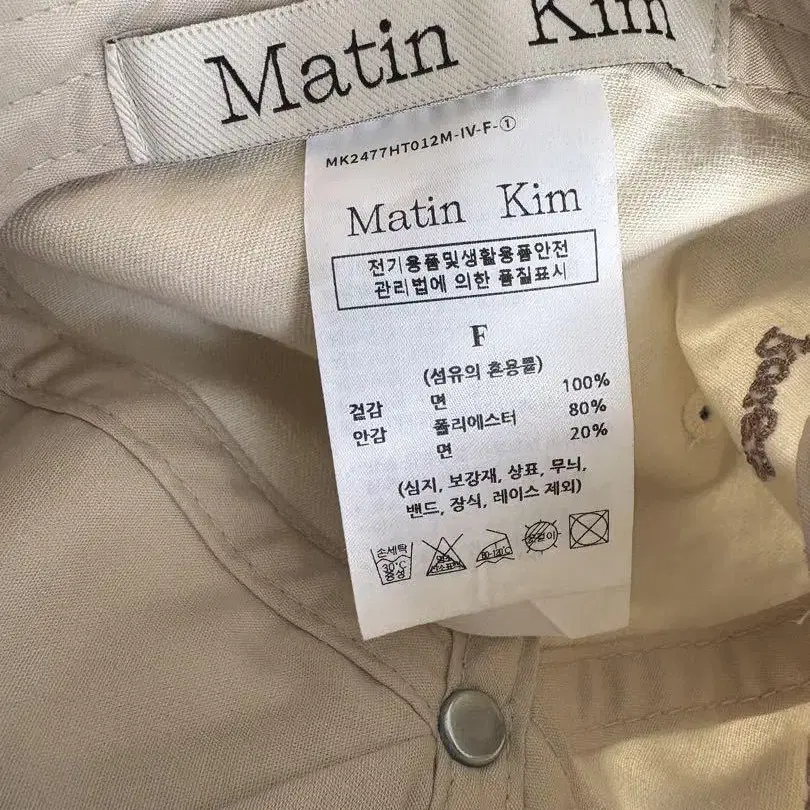 Matin Kim
MK2477HT012M-IV-F-①
Matin Kim
전기용품및생활용품안전
관리법에 의한 품질표시
F
(섬유의 혼용률)
겉감 면 100%
안감 폴리에스터 80%
면 20%
(심지, 보강재, 상표, 무늬,
밴드, 장식, 레이스 제외)
손세탁
30℃
중성
옷걸이